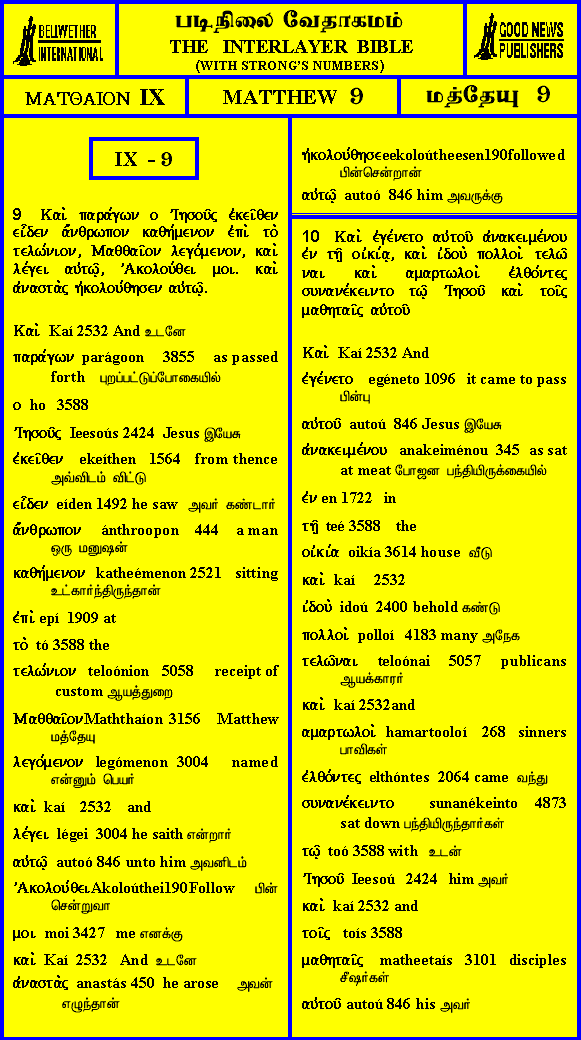 BELLWETHER
INTERNATIONAL
படிநிலை வேதாகமம்
THE INTERLAYER BIBLE
(WITH STRONG'S NUMBERS)
GOOD NEWS
PUBLISHERS
ΜΑΤΘΑΙΟΝ IX
MATTHEW 9
மத்தேயு 9
IX - 9
9 Καὶ παράγων ο Ἰησοῦς ἐκεῖθεν
εἶδεν ἄνθρωπον καθήμενον ἐπὶ τὸ
τελώνιον, Μαθθαῖον λεγόμενον, καὶ
λέγει αὐτῷ, Ἀκολούθει μοι. καὶ
ἀναστὰς ἠκολούθησεν αὐτῷ.
Καὶ Kaí 2532 And உடனே
παράγων parágoon 3855 as passed
forth புறப்பட்டுப்போகையில்
ο ho 3588
Ἰησοῦς Ieesoús 2424 Jesus இயேசு
ἐκεῖθεν ekeíthen 1564 from thence
அவ்விடம் விட்டு
εἶδεν eíden 1492 he saw அவர் கண்டார்
ἄνθρωπον ánthroopon 444 a man
ஒரு மனுஷன்
καθήμενον katheémenon 2521 sitting
உட்கார்ந்திருந்தான்
ἐπὶ epí 1909 at
τὸ tó 3588 the
τελώνιον teloónion 5058 receipt of
custom ஆயத்துறை
Μαθθαῖον Maththaíon 3156 Matthew
மத்தேயு
λεγόμενον legómenon 3004 named
என்னும் பெயர்
καὶ kaí 2532 and
λέγει légei 3004 he saith என்றார்
αὐτῷ autoó 846 unto him அவனிடம்
Ἀκολούθει Akoloúthei190 Follow பின்
சென்றுவா
μοι moi 3427 me எனக்கு
καὶ Kaí 2532 And உடனே
ἀναστὰς anastás 450 he arose அவன்
எழுந்தான்
ἠκολούθησεeekoloútheesen190followed
பின்சென்றான்
αὐτῷ autoó 846 him அவருக்கு
10 Καὶ ἐγένετο αὐτοῦ ἀνακειμένου
ἐν τῇ οἰκίᾳ, καὶ ἰδοὺ πολλοὶ τελῶ
ναι καὶ αμαρτωλοὶ ἐλθόντες
συνανέκειντο τῷ Ἰησοῦ καὶ τοῖς
μαθηταῖς αὐτοῦ
Καὶ Kaí 2532 And
ἐγένετο egéneto 1096 it came to pass
பின்பு
αὐτοῦ autoú 846 Jesus இயேசு
ἀνακειμένου anakeiménou 345 as sat
at meat போஜன பந்தியிருக்கையில்
ἐν en 1722 in
τῇ teé 3588 the
οἰκίᾳ oikía 3614 house வீடு
καὶ kaí 2532
ἰδοὺ idoú 2400 behold கண்டு
πολλοὶ polloí 4183 many அநேக
τελῶναι teloónai 5057 publicans
ஆயக்காரர்
καὶ kaí 2532and
αμαρτωλοὶ hamartooloí 268 sinners
பாவிகள்
ἐλθόντες elthóntes 2064 came வந்து
συνανέκειντο sunanékeinto 4873
sat down பந்தியிருந்தார்கள்
τῷ toó 3588 with உடன்
Ἰησοῦ Ieesoú 2424 him அவர்
καὶ kaí 2532 and
τοῖς toís 3588
μαθηταῖς matheetaís 3101 disciples
சீஷர்கள்
αὐτοῦ autoú 846 his அவர்